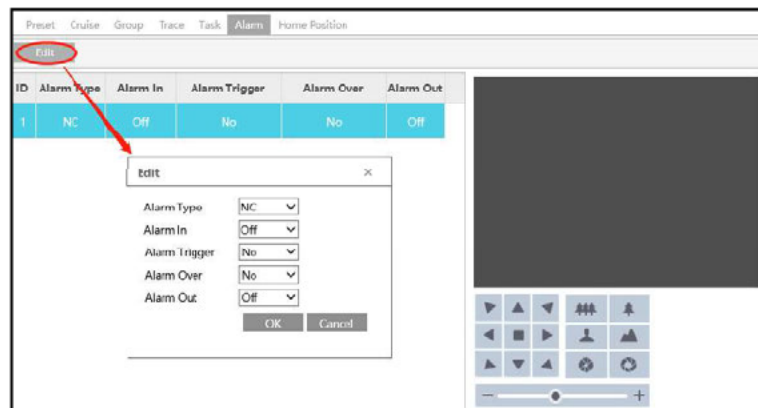 Preset Cruise Group Trace Task Alarm Home Position
Edit
ID Alarm Type Alarm In Alarm Trigger Alarm Over Alarm Out
1 NC Off No No Off
Edit ×
Alarm Type NC
Alarm In Off
Alarm Trigger No
Alarm Over No
Alarm Out Off
OK Cancel